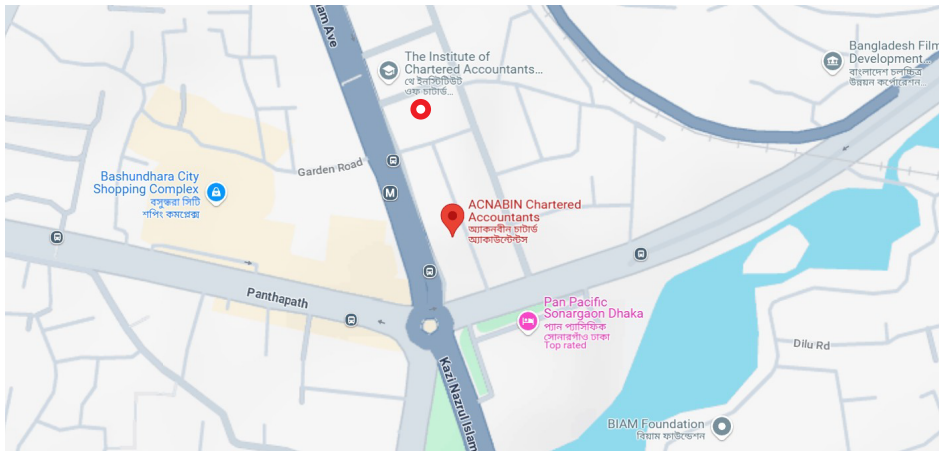 am Ave
The Institute of
Chartered Accountants...
থে ইনস্টিটিউট
ওফ চার্টার্ড...
Bangladesh Film
Development...
বাংলাদেশ চলচ্চিত্র
উন্নয়ন কর্পোরেশন...
Garden Road
Bashundhara City
Shopping Complex
বসুন্ধরা সিটি
শপিং কমপ্লেক্স
M
ACNABIN Chartered
Accountants
অ্যাকনবীন চার্টার্ড
অ্যাকাউন্টেন্টস
Panthapath
Pan Pacific
Sonargaon Dhaka
প্যান প্যাসিফিক
সোনারগাঁও ঢাকা
Top rated
Dilu Rd
Kazi Nazrul Islam
BIAM Foundation
বিয়াম ফাউন্ডেশন